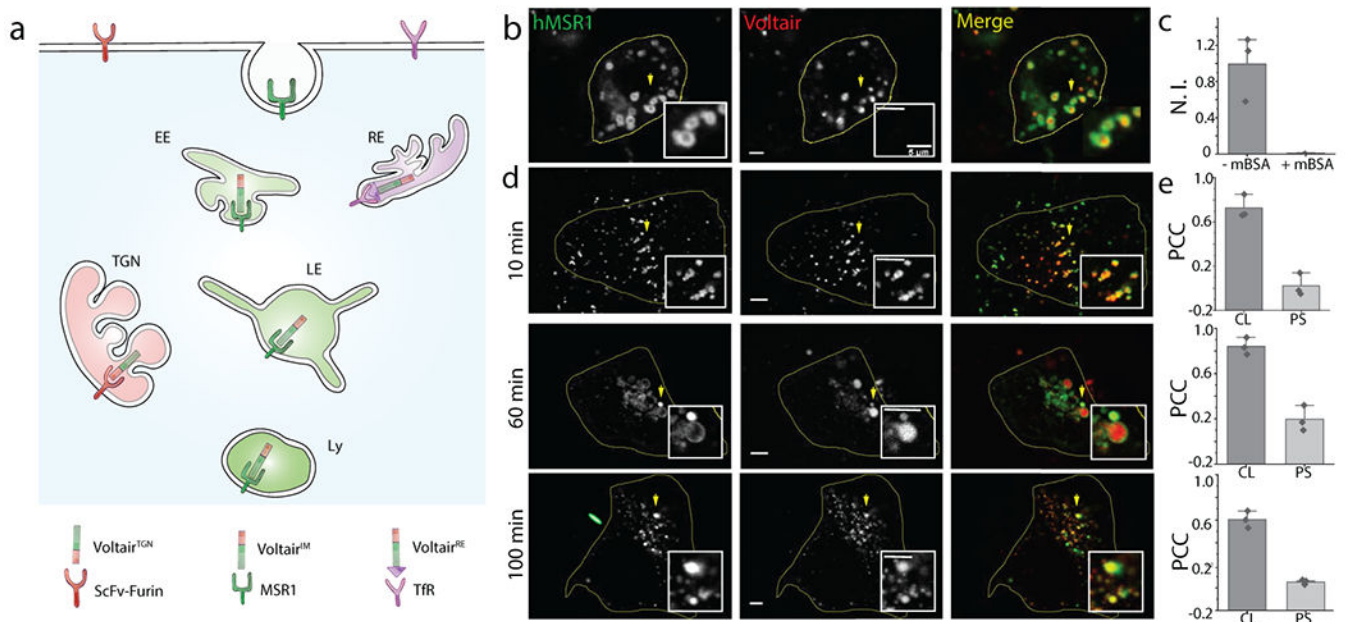 a
EE
RE
TGN
LE
Ly
Voltair^TGN
Voltair^IM
Voltair^RE
ScFv-Furin
MSR1
TfR
b
hMSR1
Voltair
Merge
5 μm
c
N. I.
1.2
0.8
0.4
0
- mBSA
+ mBSA
d
10 min
60 min
100 min
e
PCC
1.0
0.6
0.2
-0.2
CL
PS
PCC
1.0
0.6
0.2
-0.2
CL
PS
PCC
1.0
0.6
0.2
-0.2
CL
PS